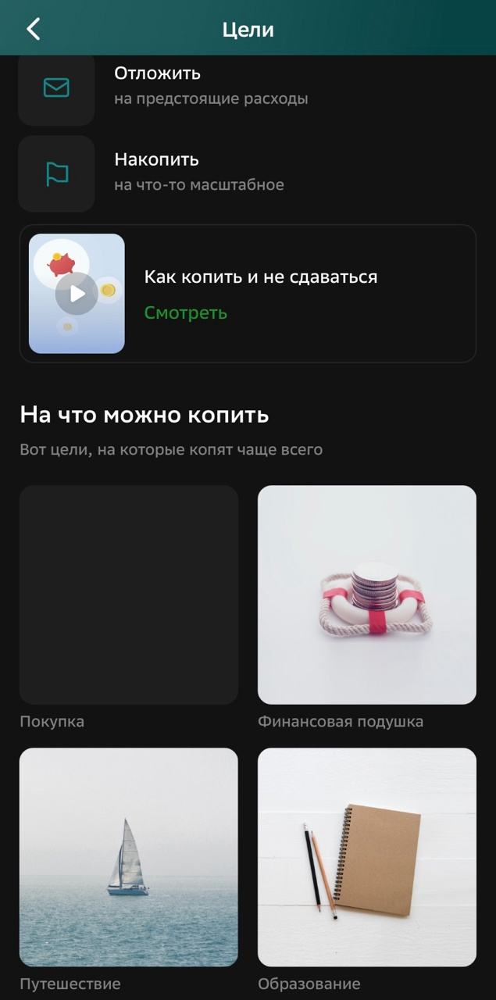 Цели
Отложить
на предстоящие расходы
Накопить
на что-то масштабное
Как копить и не сдаваться
Смотреть
На что можно копить
Вот цели, на которые копят чаще всего
Покупка
Финансовая подушка
Путешествие
Образование